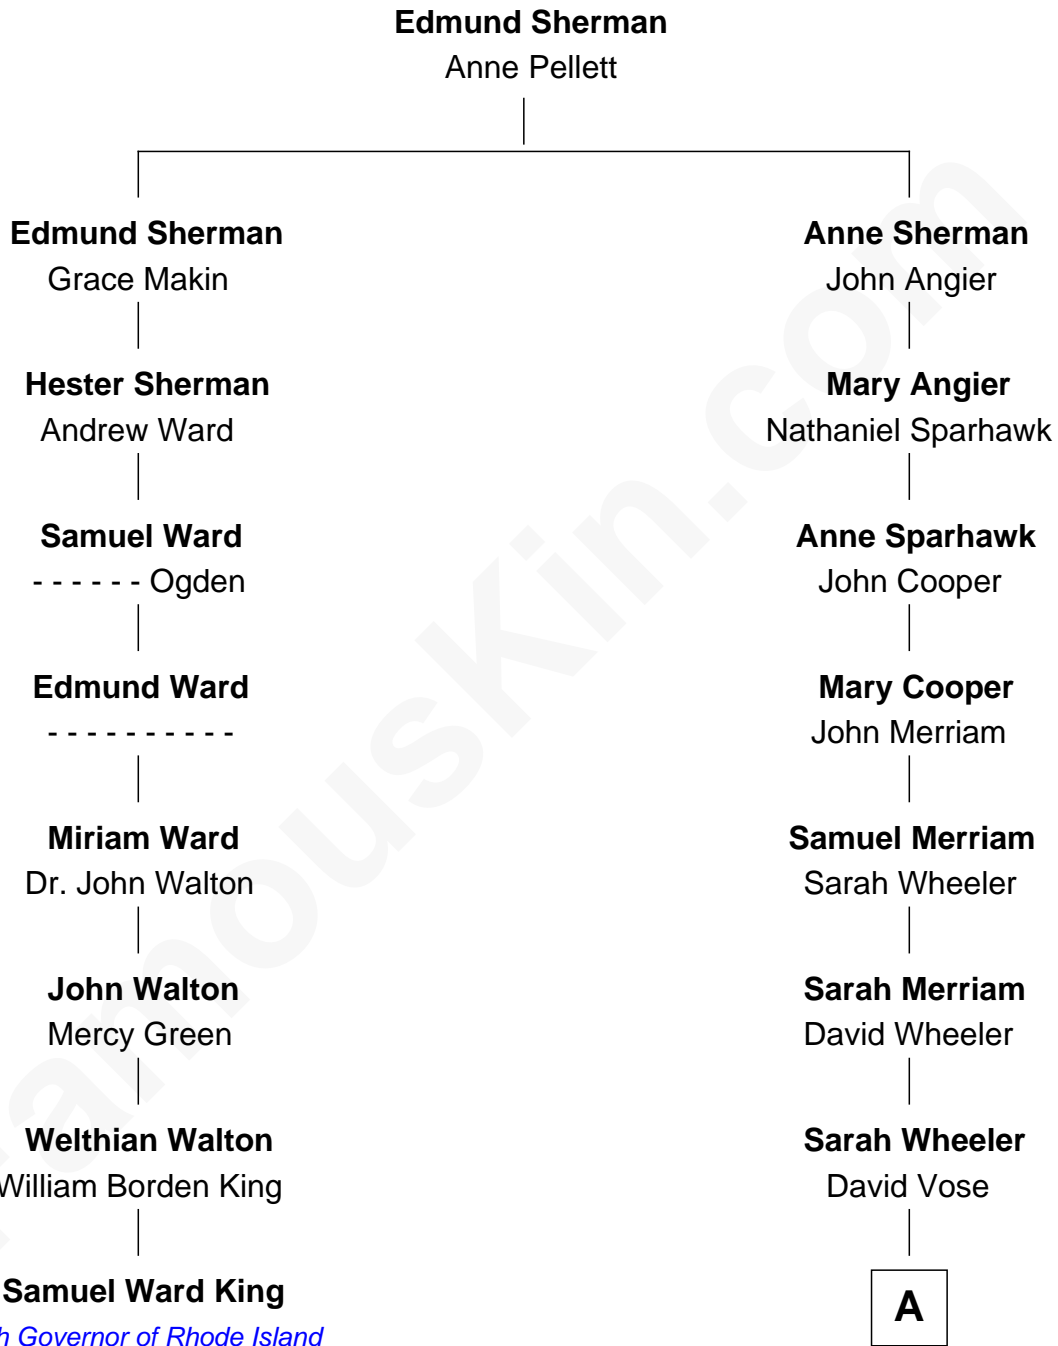 Edmund Sherman
Anne Pellett
Edmund Sherman
Grace Makin
Anne Sherman
John Angier
Hester Sherman
Andrew Ward
Mary Angier
Nathaniel Sparhawk
Samuel Ward
- - - - - - Ogden
Anne Sparhawk
John Cooper
Edmund Ward
- - - - - - - - - -
Mary Cooper
John Merriam
Miriam Ward
Dr. John Walton
Samuel Merriam
Sarah Wheeler
John Walton
Mercy Green
Sarah Merriam
David Wheeler
Welthian Walton
William Borden King
Sarah Wheeler
David Vose
Samuel Ward King
h Governor of Rhode Island
A
FamousKin.com